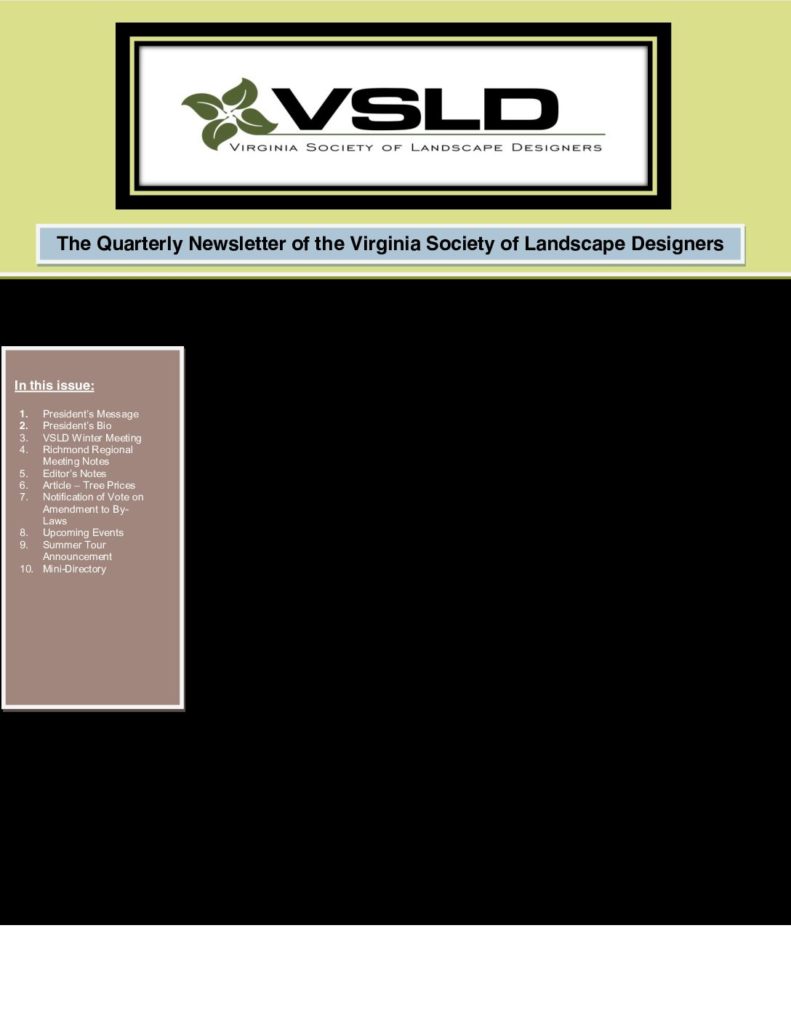 VSLD
VIRGINIA SOCIETY OF LANDSCAPE DESIGNERS
The Quarterly Newsletter of the Virginia Society of Landscape Designers
In this issue:
1. President's Message
2. President's Bio
3. VSLD Winter Meeting
4. Richmond Regional
Meeting Notes
5. Editor's Notes
6. Article – Tree Prices
7. Notification of Vote on
Amendment to By-
Laws
8. Upcoming Events
9. Summer Tour
Announcement
10. Mini-Directory